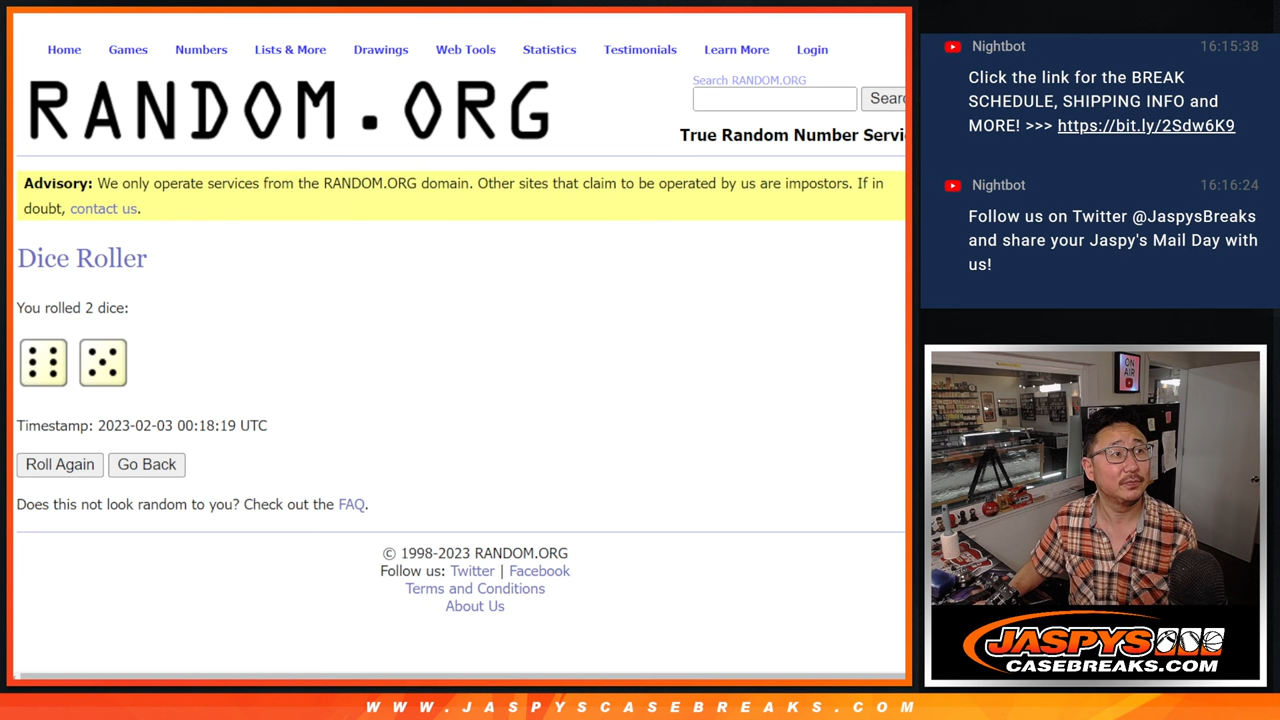 Home Games Numbers Lists & More Drawings Web Tools Statistics Testimonials Learn More Login
RANDOM.ORG
Search RANDOM.ORG
Searc
True Random Number Servi
Advisory: We only operate services from the RANDOM.ORG domain. Other sites that claim to be operated by us are impostors. If in
doubt, contact us.
Dice Roller
You rolled 2 dice:
Timestamp: 2023-02-03 00:18:19 UTC
Roll Again Go Back
Does this not look random to you? Check out the FAQ.
© 1998-2023 RANDOM.ORG
Follow us: Twitter | Facebook
Terms and Conditions
About Us
Nightbot 16:15:38
Click the link for the BREAK
SCHEDULE, SHIPPING INFO and
MORE! >>> https://bit.ly/2Sdw6K9
Nightbot 16:16:24
Follow us on Twitter @JaspysBreaks
and share your Jaspy's Mail Day with
us!
ON
AIR
JASPYS
CASEBREAKS.COM
WWW.JASPYSCASEBREAKS.COM